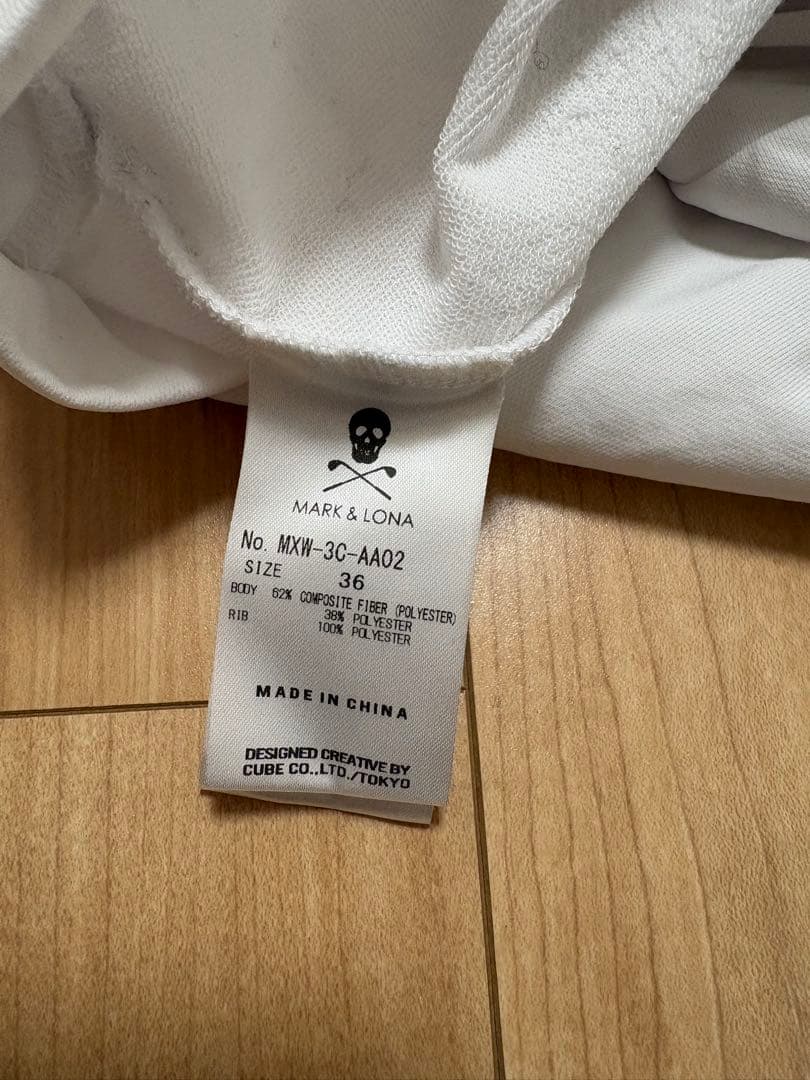 MARK & LONA
No. MXW-3C-AA02
SIZE 36
BODY 62% COMPOSITE FIBER (POLYESTER)
38% POLYESTER
RIB 100% POLYESTER
MADE IN CHINA
DESIGNED CREATIVE BY
CUBE CO.,LTD./TOKYO